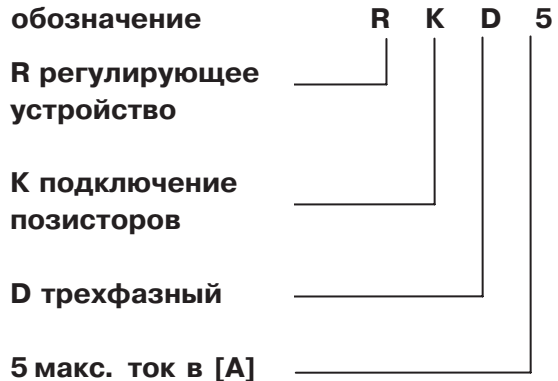 обозначение R K D 5
R регулирующее
устройство
К подключение
позисторов
D трехфазный
5 макс. ток в [А]